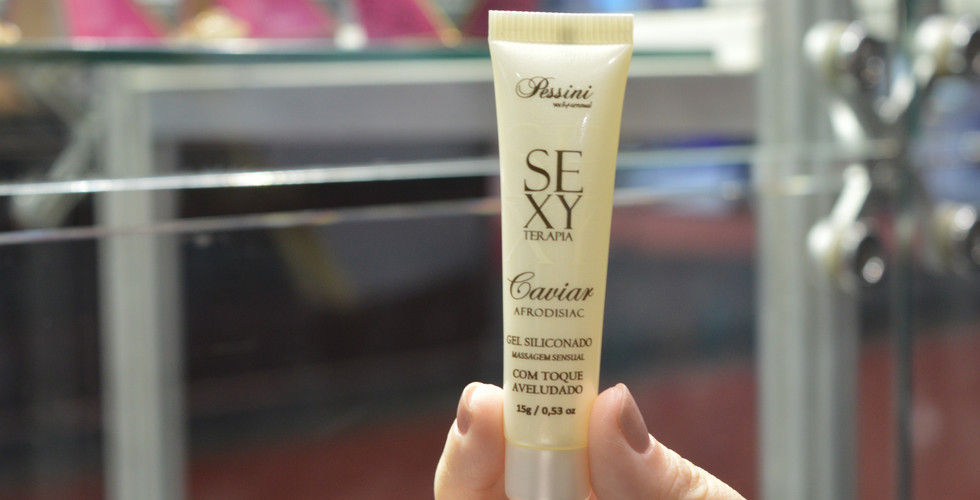 Pessini
SE
XY
TERAPIA
Caviar
AFRODISIAC
GEL SILICONADO
MASSAGEM SENSUAL
COM TOQUE
AVELUDADO
15g / 0,53 oz